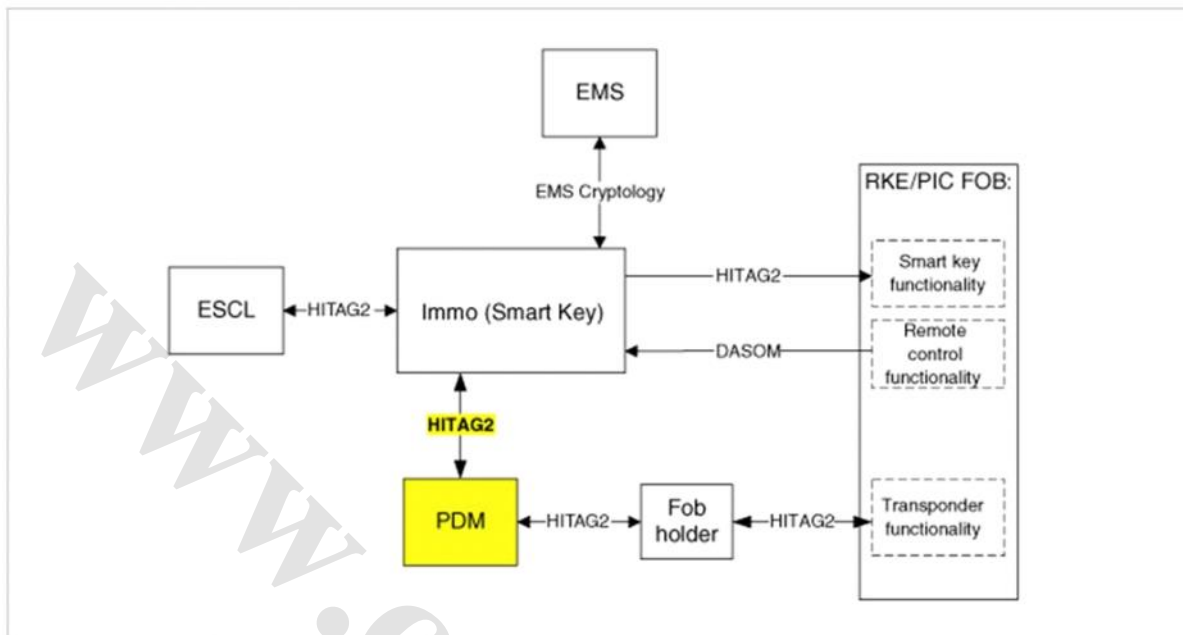 EMS
EMS Cryptology
RKE/PIC FOB:
HITAG2
Smart key
functionality
ESCL
HITAG2
Immo (Smart Key)
DASOM
Remote
control
functionality
HITAG2
PDM
HITAG2
Fob
holder
HITAG2
Transponder
functionality
www.